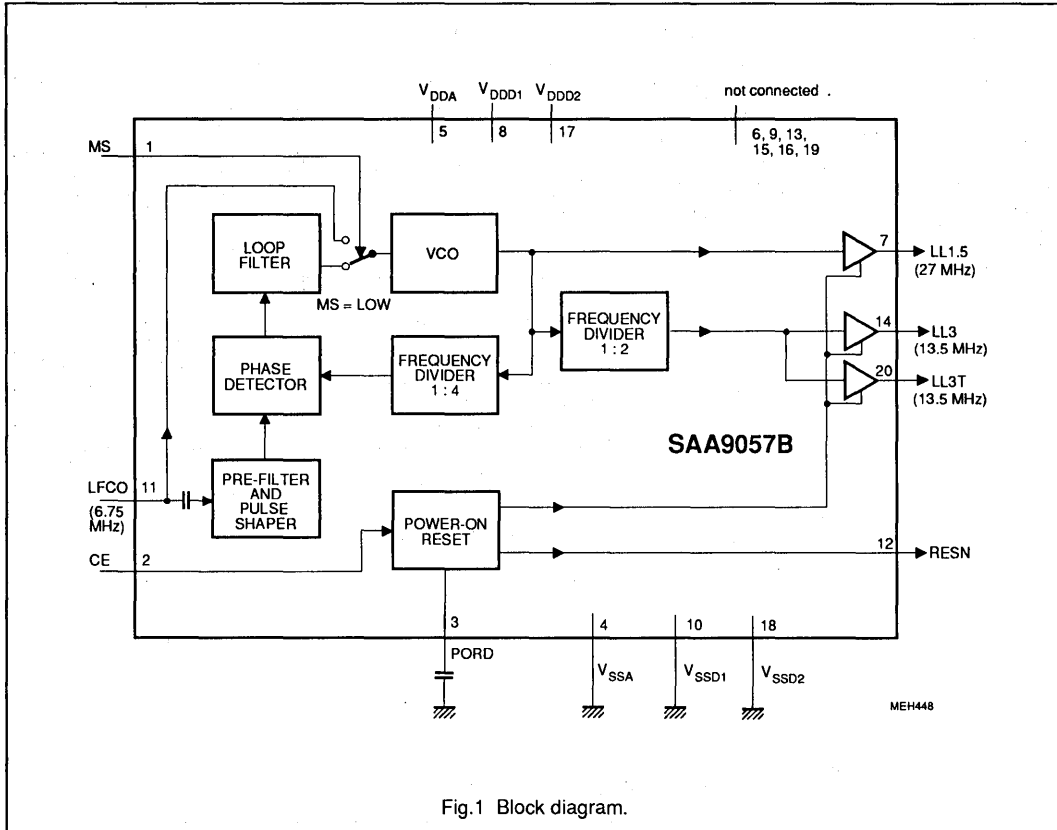 V_DDA V_DDD1 V_DDD2 not connected .
5 8 17 6, 9, 13,
15, 16, 19
MS 1
LOOP
FILTER
VCO
MS = LOW
7 LL1.5
(27 MHz)
FREQUENCY
DIVIDER
1 : 2
14 LL3
(13.5 MHz)
PHASE
DETECTOR
FREQUENCY
DIVIDER
1 : 4
20 LL3T
(13.5 MHz)
SAA9057B
LFCO 11
(6.75
MHz)
PRE-FILTER
AND
PULSE
SHAPER
POWER-ON
RESET
12 RESN
CE 2
3 4 10 18
PORD V_SSA V_SSD1 V_SSD2
MEH448
Fig.1 Block diagram.